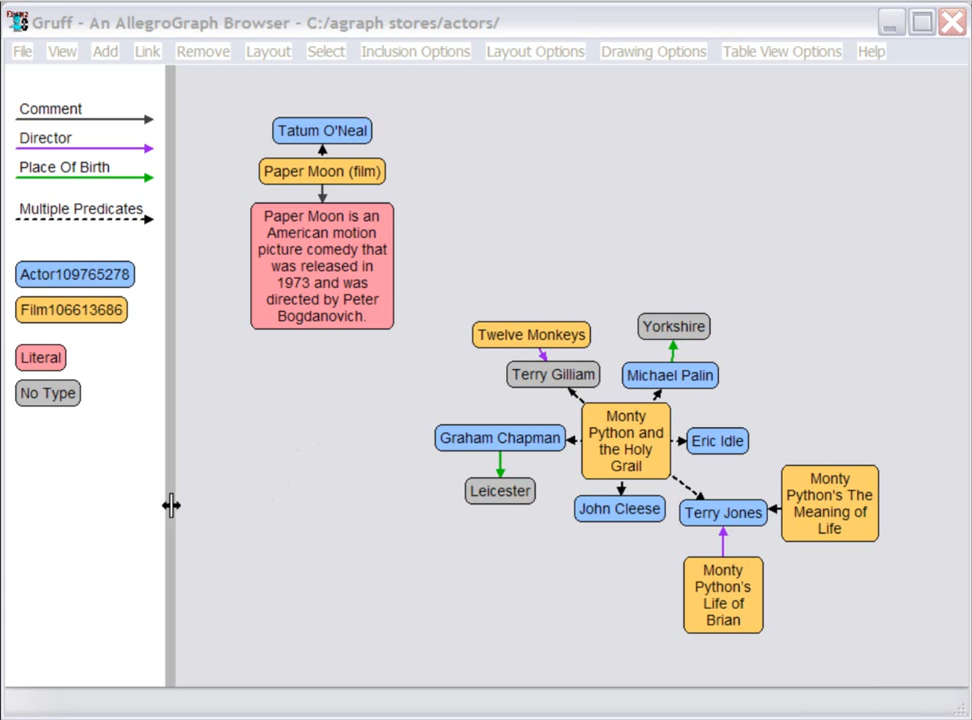 Gruff - An AllegroGraph Browser - C:/agraph stores/actors/
File View Add Link Remove Layout Select Inclusion Options Layout Options Drawing Options Table View Options Help
Comment
Director
Place Of Birth
Multiple Predicates
Actor109765278
Film106613686
Literal
No Type
Tatum O'Neal
Paper Moon (film)
Paper Moon is an
American motion
picture comedy that
was released in
1973 and was
directed by Peter
Bogdanovich.
Twelve Monkeys
Terry Gilliam
Yorkshire
Michael Palin
Monty
Python and
the Holy
Grail
Graham Chapman
Leicester
Eric Idle
John Cleese
Terry Jones
Monty
Python's The
Meaning of
Life
Monty
Python's
Life of
Brian